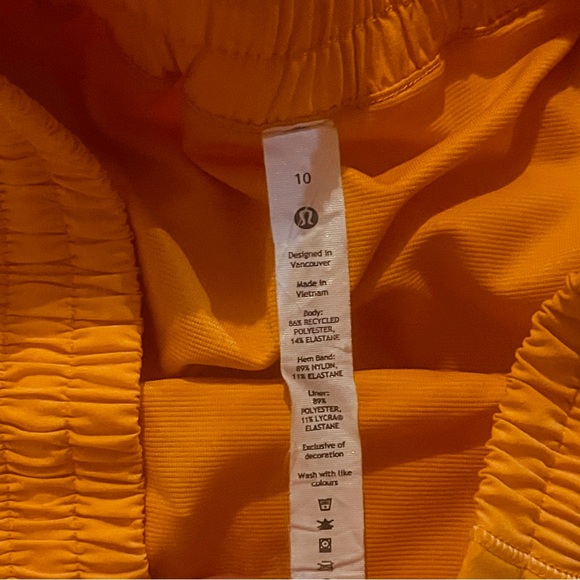 10
Designed in
Vancouver
Made in
Vietnam
Body:
86% RECYCLED
POLYESTER,
14% ELASTANE
Hem Band:
89% NYLON,
11% ELASTANE
Liner:
89%
POLYESTER,
11% LYCRA®
ELASTANE
Exclusive of
decoration
Wash with like
colours